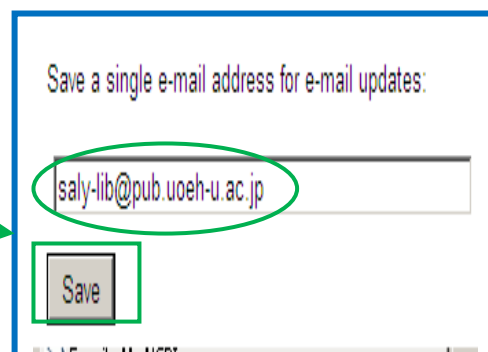 Save a single e-mail address for e-mail updates:
saly-lib@pub.uoeh-u.ac.jp
Save